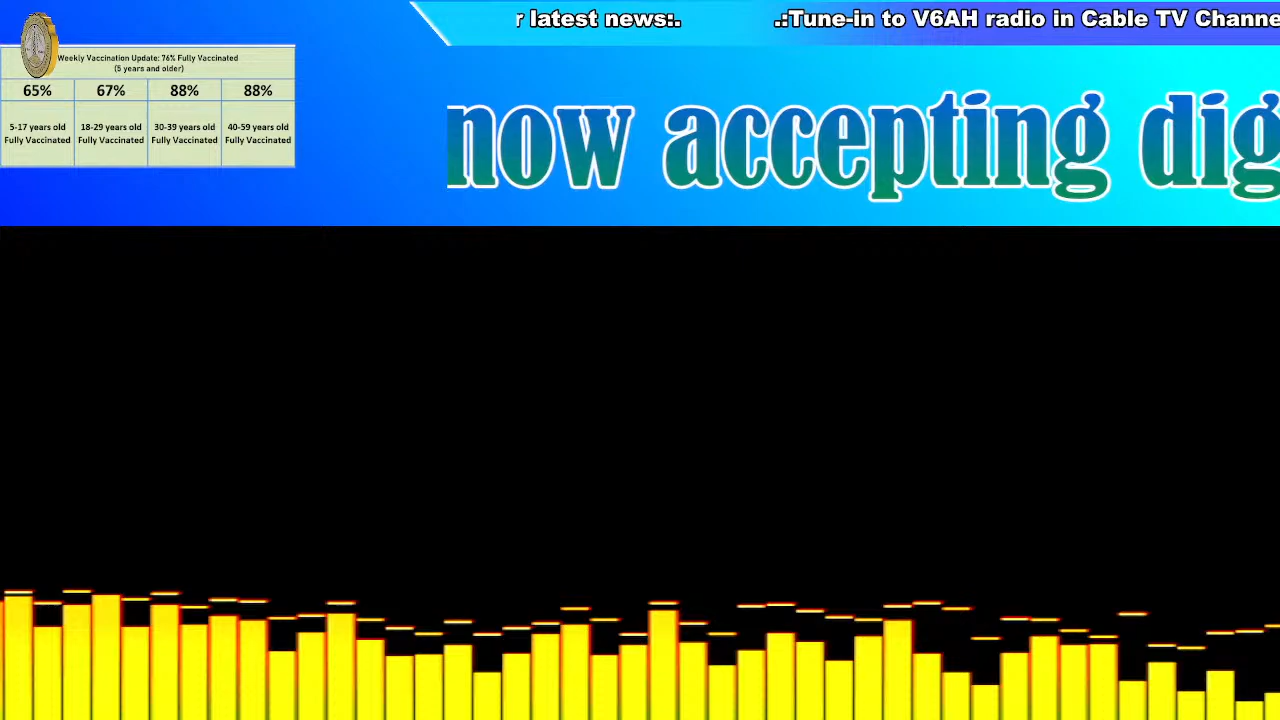 r latest news:. .:Tune-in to V6AH radio in Cable TV Channe
Weekly Vaccination Update: 76% Fully Vaccinated
(5 years and older)
65% 67% 88% 88%
5-17 years old 18-29 years old 30-39 years old 40-59 years old
Fully Vaccinated Fully Vaccinated Fully Vaccinated Fully Vaccinated
now accepting dig